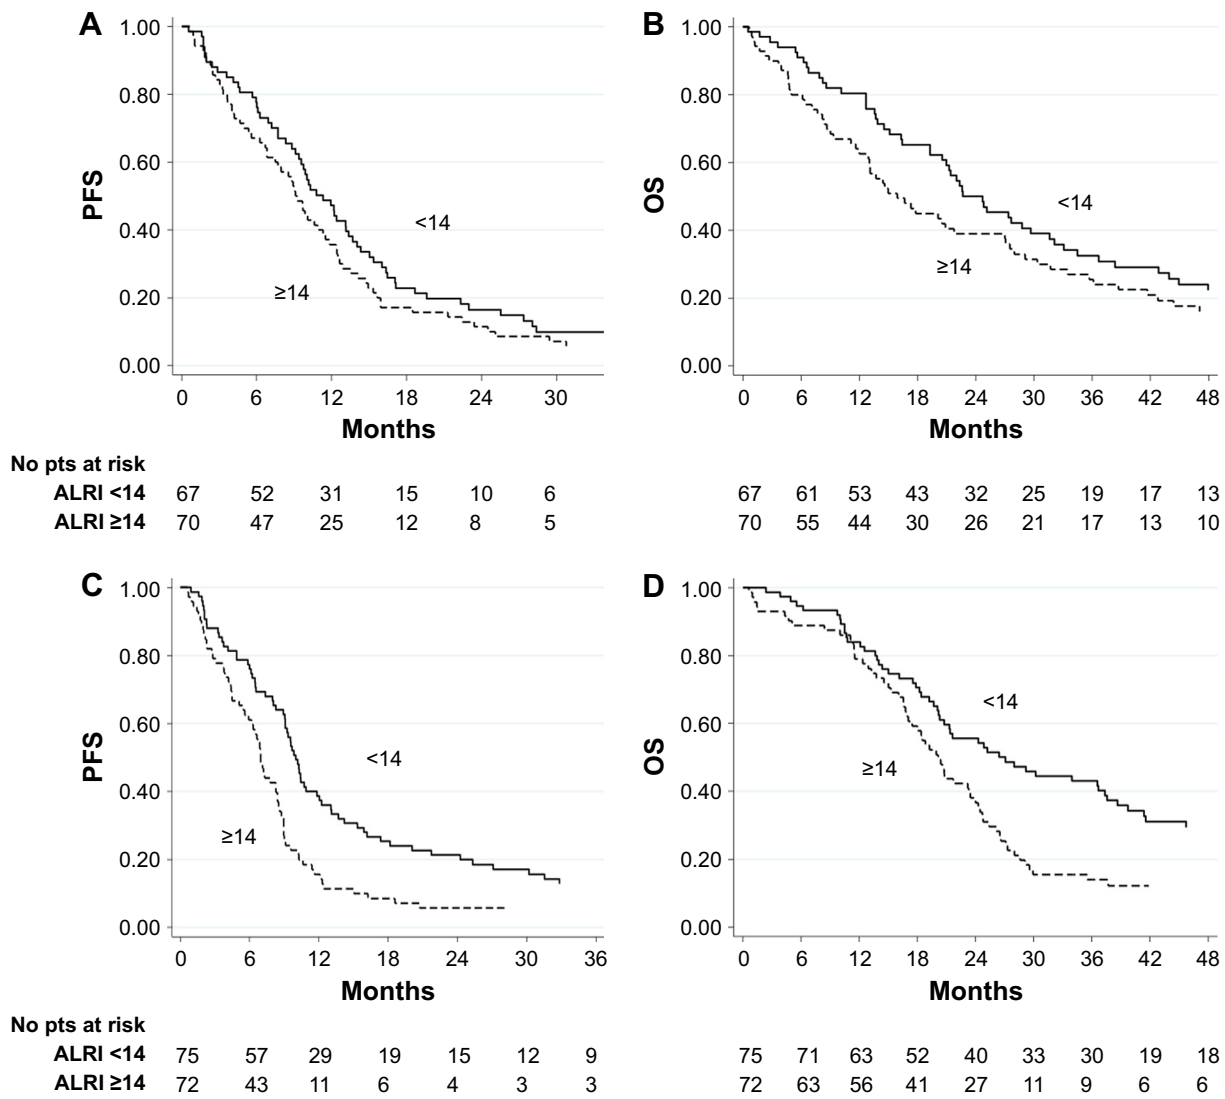 A
1.00
0.80
0.60
0.40
0.20
0.00
PFS
<14
≥14
0 6 12 18 24 30
Months
B
1.00
0.80
0.60
0.40
0.20
0.00
OS
<14
≥14
0 6 12 18 24 30 36 42 48
Months
No pts at risk
ALRI <14 67 52 31 15 10 6 67 61 53 43 32 25 19 17 13
ALRI ≥14 70 47 25 12 8 5 70 55 44 30 26 21 17 13 10
C
1.00
0.80
0.60
0.40
0.20
0.00
PFS
<14
≥14
0 6 12 18 24 30 36
Months
D
1.00
0.80
0.60
0.40
0.20
0.00
OS
<14
≥14
0 6 12 18 24 30 36 42 48
Months
No pts at risk
ALRI <14 75 57 29 19 15 12 9 75 71 63 52 40 33 30 19 18
ALRI ≥14 72 43 11 6 4 3 3 72 63 56 41 27 11 9 6 6